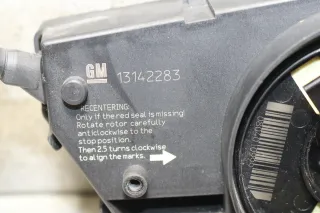 GM 13142283
RECENTERING:
Only if the red seal is missing!
Rotate rotor carefully
anticlockwise to the
stop position.
Then 2.5 turns clockwise
to align the marks.